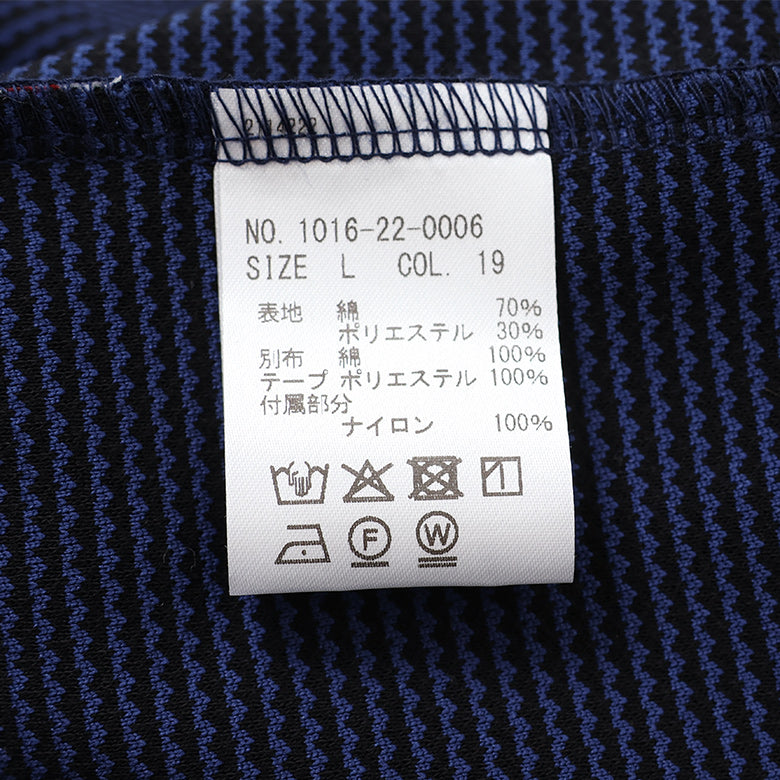 2114222
NO. 1016-22-0006
SIZE L COL. 19
表地 綿 70%
ポリエステル 30%
別布 綿 100%
テープ ポリエステル 100%
付属部分
ナイロン 100%
F
W